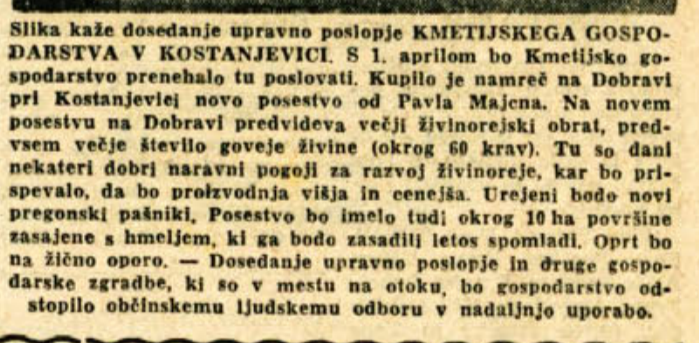 Slika kaže dosedanje upravno poslopje KMETIJSKEGA GOSPO-
DARSTVA V KOSTANJEVICI. S 1. aprilom bo Kmetijsko go-
spodarstvo prenehalo tu poslovati. Kupilo je namreč na Dobravi
pri Kostanjevici novo posestvo od Pavla Majcna. Na novem
posestvu na Dobravi predvideva večji živinorejski obrat, pred-
vsem večje število goveje živine (okrog 60 krav). Tu so dani
nekateri dobri naravni pogoji za razvoj živinoreje, kar bo pri-
spevalo, da bo proizvodnja višja in cenejša. Urejeni bodo novi
pregonski pašniki. Posestvo bo imelo tudi okrog 10 ha površine
zasajene s hmeljem, ki ga bodo zasadili letos spomladi. Oprt bo
na žično oporo. — Dosedanje upravno poslopje in druge gospo-
darske zgradbe, ki so v mestu na otoku, bo gospodarstvo od-
stopilo občinskemu ljudskemu odboru v nadaljnjo uporabo.